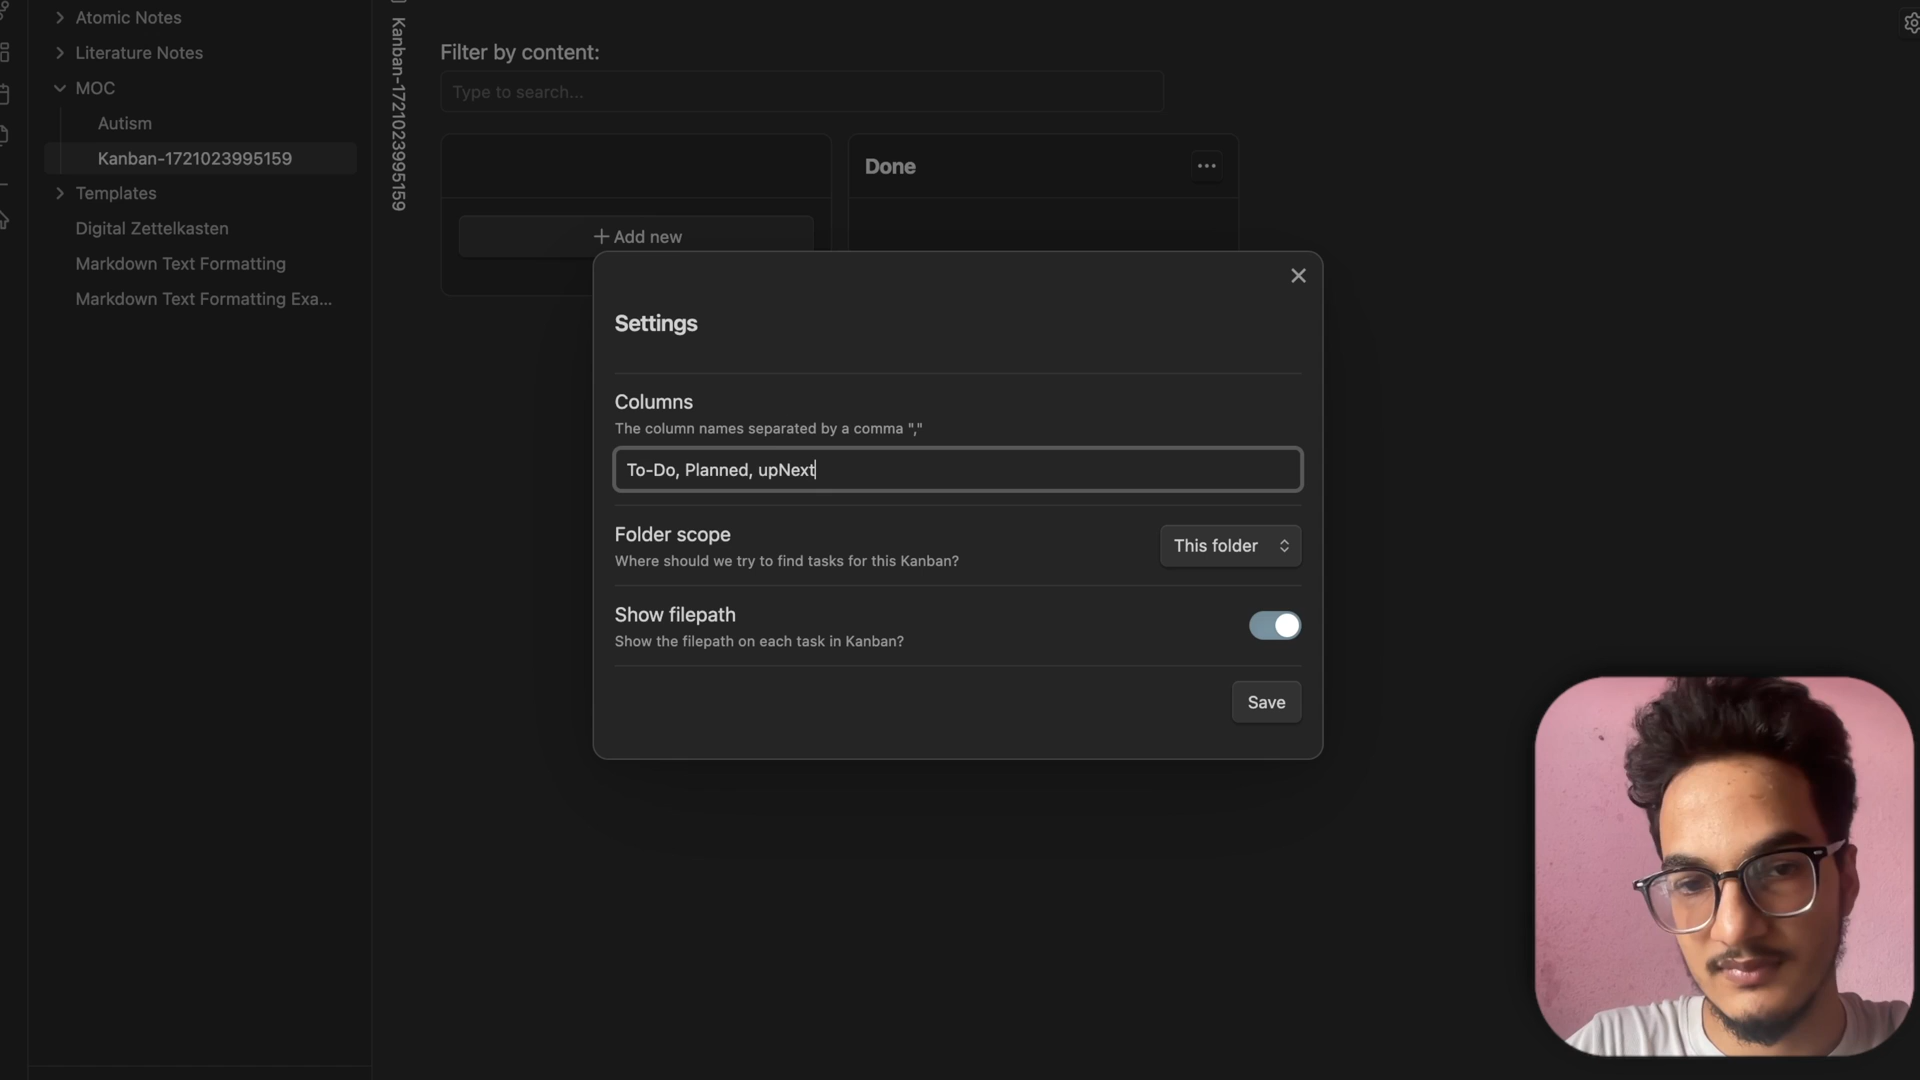 Atomic Notes
Literature Notes
MOC
Autism
Kanban-1721023995159
Templates
Digital Zettelkasten
Markdown Text Formatting
Markdown Text Formatting Exa...
Kanban-1721023995159
Filter by content:
Type to search...
Done
+ Add new
Settings
Columns
The column names separated by a comma ","
To-Do, Planned, upNext
Folder scope
Where should we try to find tasks for this Kanban?
This folder
Show filepath
Show the filepath on each task in Kanban?
Save